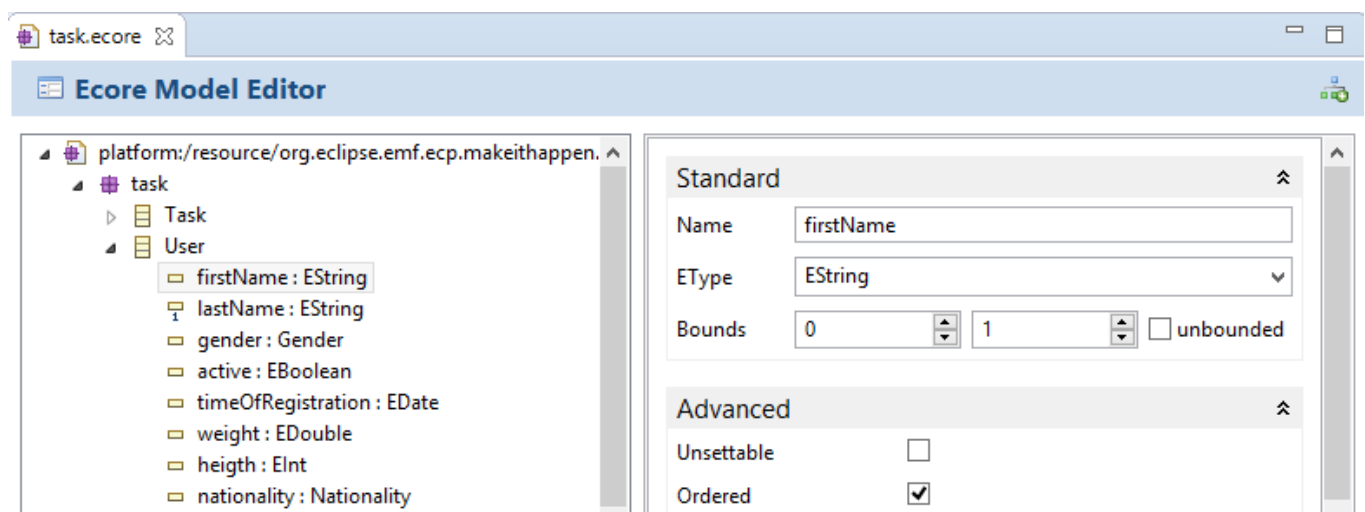 task.ecore
Ecore Model Editor
platform:/resource/org.eclipse.emf.ecp.makeithappen.
task
Task
User
firstName : EString
lastName : EString
1
gender : Gender
active : EBoolean
timeOfRegistration : EDate
weight : EDouble
heigth : EInt
nationality : Nationality
Standard
Name firstName
EType EString
Bounds 0 1 unbounded
Advanced
Unsettable
Ordered